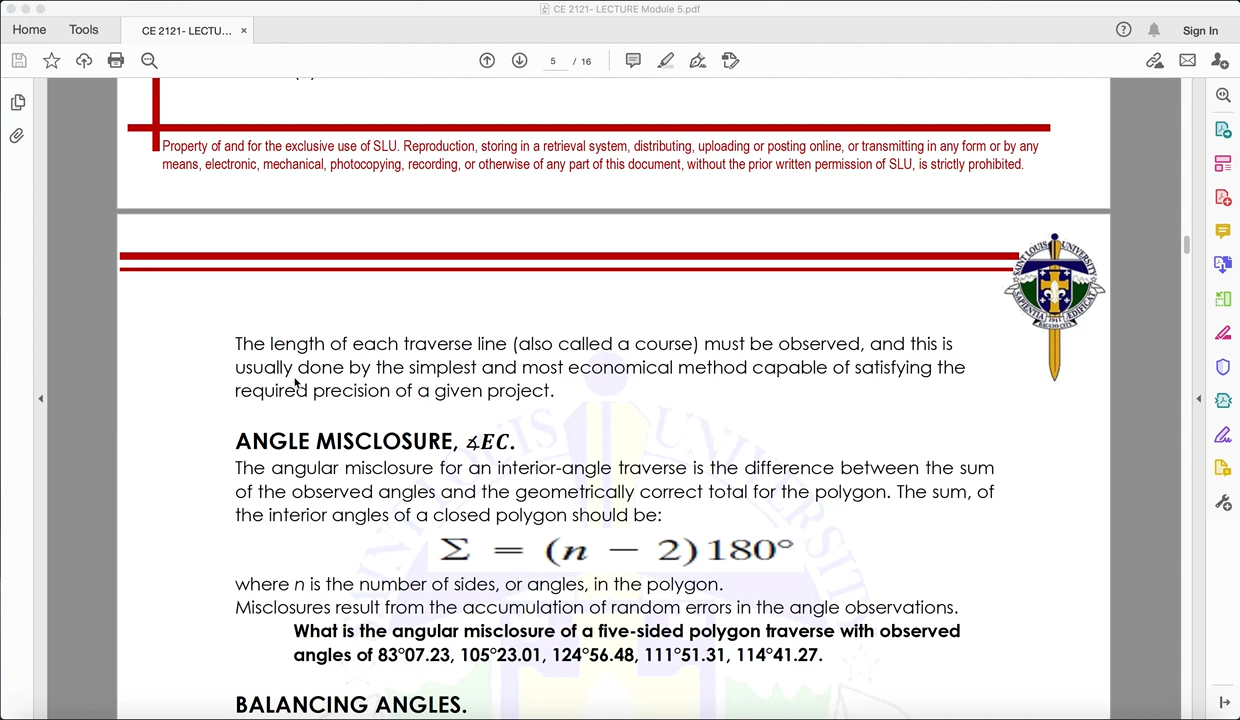 CE 2121- LECTURE Module 5.pdf
Home Tools CE 2121- LECTU... × Sign In
5 / 16
Property of and for the exclusive use of SLU. Reproduction, storing in a retrieval system, distributing, uploading or posting online, or transmitting in any form or by any
means, electronic, mechanical, photocopying, recording, or otherwise of any part of this document, without the prior written permission of SLU, is strictly prohibited.
SAINT LOUIS UNIVERSITY
SAPIENTIA ÆDIFICAT
1911
BAGUIO CITY
The length of each traverse line (also called a course) must be observed, and this is
usually done by the simplest and most economical method capable of satisfying the
required precision of a given project.
ANGLE MISCLOSURE, ∡EC.
The angular misclosure for an interior-angle traverse is the difference between the sum
of the observed angles and the geometrically correct total for the polygon. The sum, of
the interior angles of a closed polygon should be:
Σ = (n − 2)180°
where n is the number of sides, or angles, in the polygon.
Misclosures result from the accumulation of random errors in the angle observations.
What is the angular misclosure of a five-sided polygon traverse with observed
angles of 83°07.23, 105°23.01, 124°56.48, 111°51.31, 114°41.27.
BALANCING ANGLES.